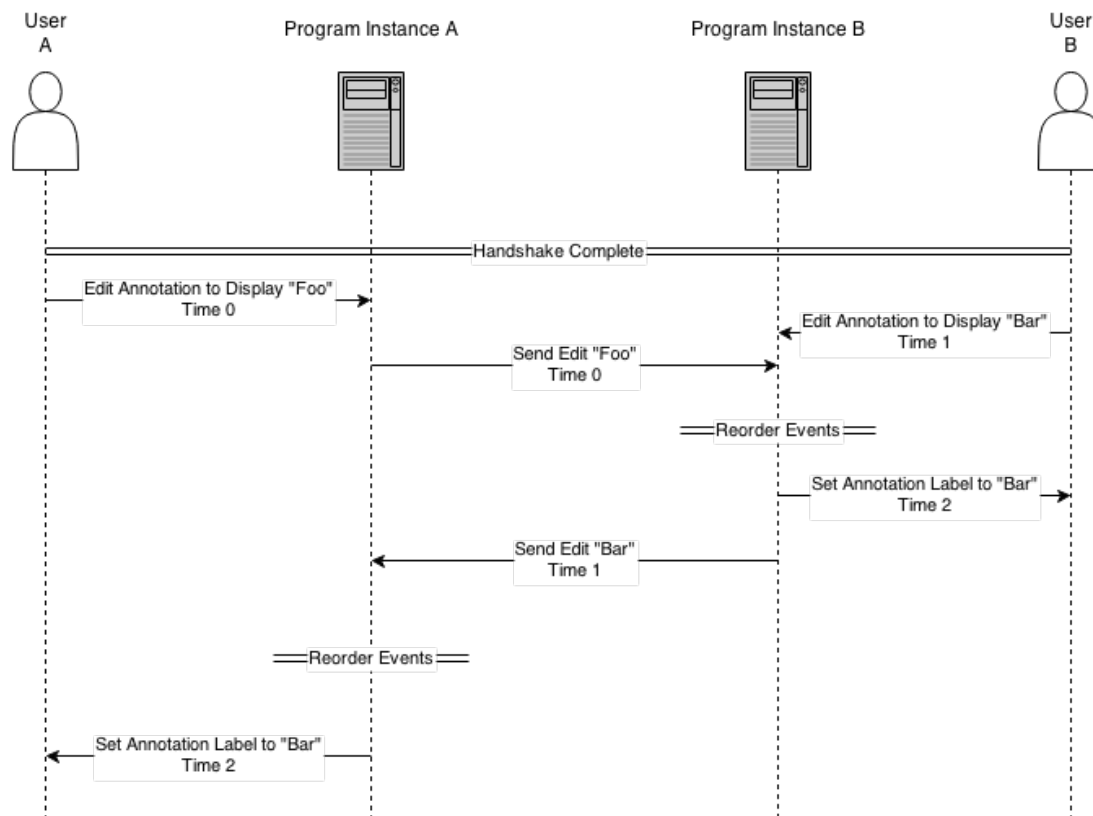 User
A
Program Instance A
Program Instance B
User
B
Handshake Complete
Edit Annotation to Display "Foo"
Time 0
Edit Annotation to Display "Bar"
Time 1
Send Edit "Foo"
Time 0
Reorder Events
Set Annotation Label to "Bar"
Time 2
Send Edit "Bar"
Time 1
Reorder Events
Set Annotation Label to "Bar"
Time 2